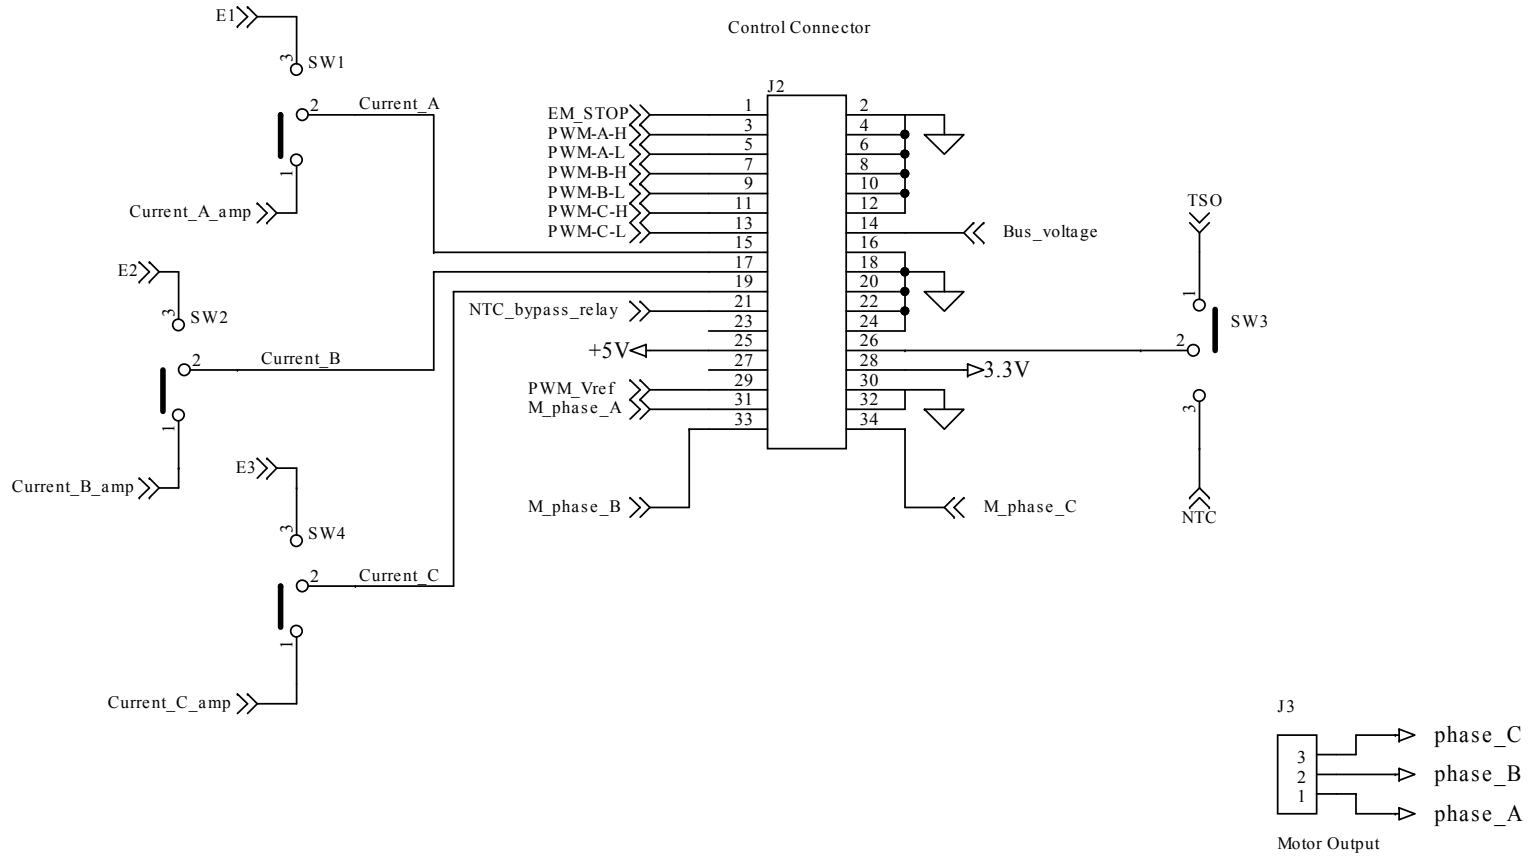 Control Connector
E1
3
SW1
2
Current_A
1
Current_A_amp
E2
3
SW2
2
Current_B
1
Current_B_amp
E3
3
SW4
2
Current_C
1
Current_C_amp
J2
EM_STOP 1 2
PWM-A-H 3 4
PWM-A-L 5 6
PWM-B-H 7 8
PWM-B-L 9 10
PWM-C-H 11 12
PWM-C-L 13 14 Bus_voltage
15 16
17 18
19 20
NTC_bypass_relay 21 22
23 24
+5V 25 26
27 28 3.3V
PWM_Vref 29 30
M_phase_A 31 32
33 34
M_phase_B
M_phase_C
TSO
1
SW3
2
3
NTC
J3
3 phase_C
2 phase_B
1 phase_A
Motor Output